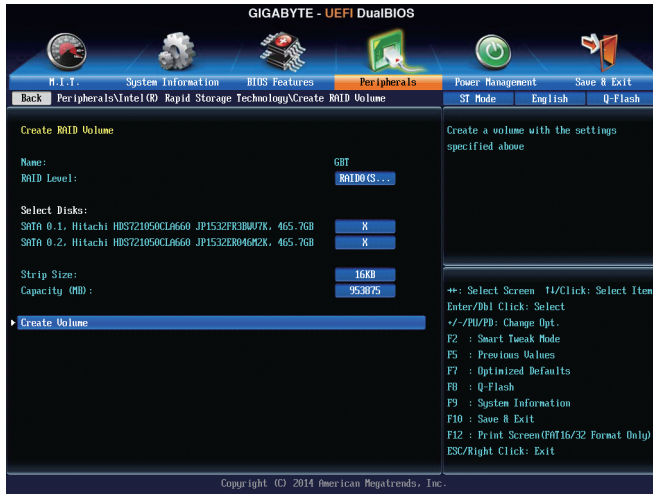 GIGABYTE - UEFI DualBIOS
M.I.T. System Information BIOS Features Peripherals Power Management Save & Exit
Back Peripherals\Intel(R) Rapid Storage Technology\Create RAID Volume ST Mode English Q-Flash
Create RAID Volume
Name: GBT
RAID Level: RAID0(S...
Select Disks:
SATA 0.1, Hitachi HDS721050CLA660 JP1532FR3BWV7K, 465.7GB X
SATA 0.2, Hitachi HDS721050CLA660 JP1532ER046M2K, 465.7GB X
Strip Size: 16KB
Capacity (MB): 953875
Create Volume
Create a volume with the settings
specified above
→←: Select Screen ↑↓/Click: Select Item
Enter/Dbl Click: Select
+/-/PU/PD: Change Opt.
F2 : Smart Tweak Mode
F5 : Previous Values
F7 : Optimized Defaults
F8 : Q-Flash
F9 : System Information
F10 : Save & Exit
F12 : Print Screen(FAT16/32 Format Only)
ESC/Right Click: Exit
Copyright (C) 2014 American Megatrends, Inc.